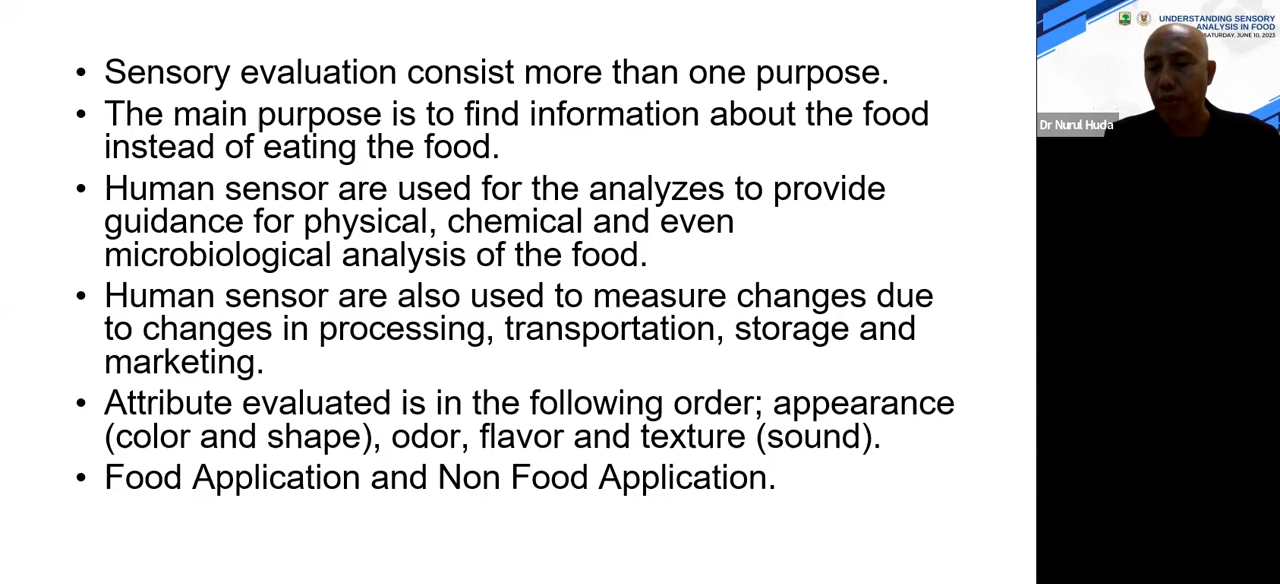 • Sensory evaluation consist more than one purpose.
• The main purpose is to find information about the food
instead of eating the food.
• Human sensor are used for the analyzes to provide
guidance for physical, chemical and even
microbiological analysis of the food.
• Human sensor are also used to measure changes due
to changes in processing, transportation, storage and
marketing.
• Attribute evaluated is in the following order; appearance
(color and shape), odor, flavor and texture (sound).
• Food Application and Non Food Application.
UNDERSTANDING SENSORY
ANALYSIS IN FOOD
SATURDAY, JUNE 10, 2023
Dr Nurul Huda